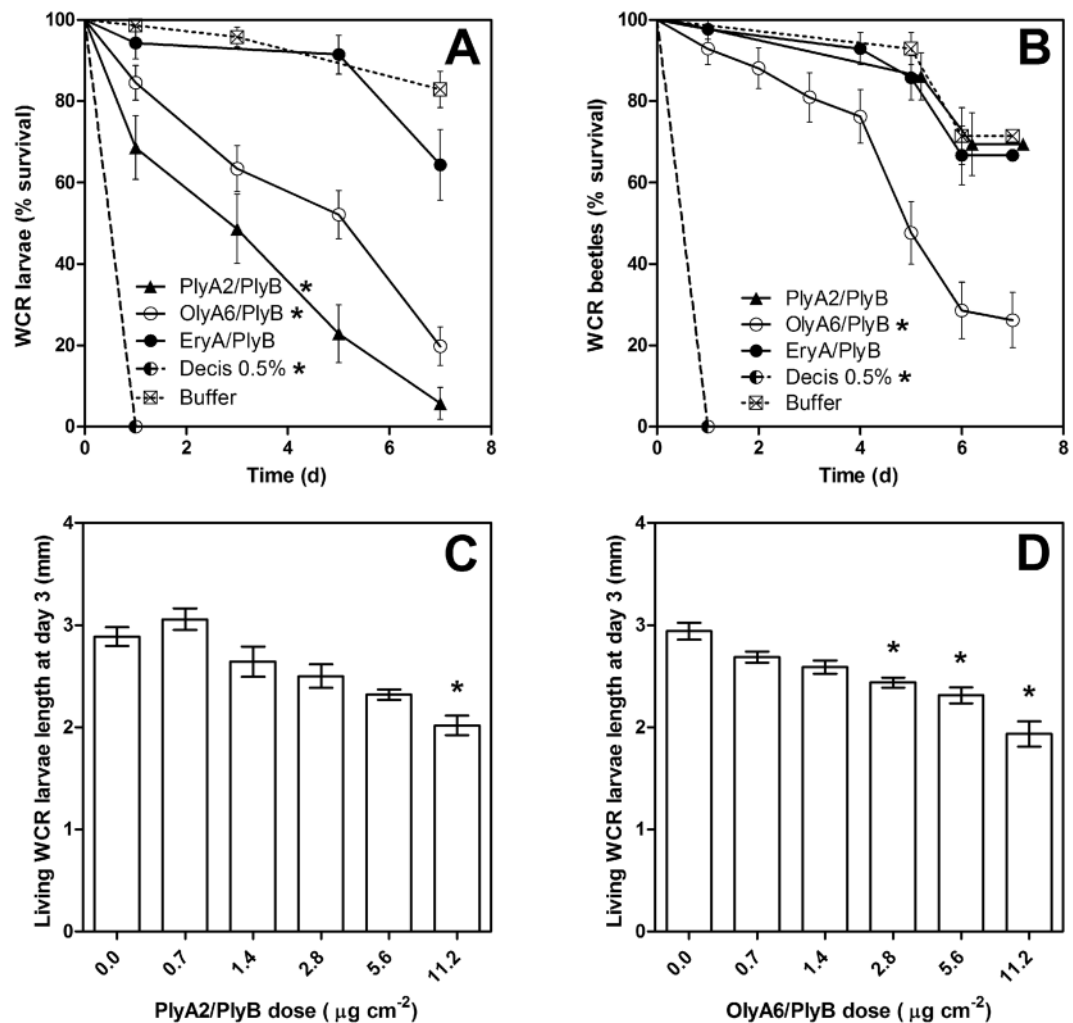 A
WCR larvae (% survival)
100
80
60
40
20
0
PlyA2/PlyB *
OlyA6/PlyB *
EryA/PlyB
Decis 0.5% *
Buffer
0 2 4 6 8
Time (d)
B
WCR beetles (% survival)
100
80
60
40
20
0
PlyA2/PlyB
OlyA6/PlyB *
EryA/PlyB
Decis 0.5% *
Buffer
0 2 4 6 8
Time (d)
C
Living WCR larvae length at day 3 (mm)
4
3
2
1
0
*
0.0 0.7 1.4 2.8 5.6 11.2
PlyA2/PlyB dose ( μg cm⁻²)
D
Living WCR larvae length at day 3 (mm)
4
3
2
1
0
* * *
0.0 0.7 1.4 2.8 5.6 11.2
OlyA6/PlyB dose ( μg cm⁻²)